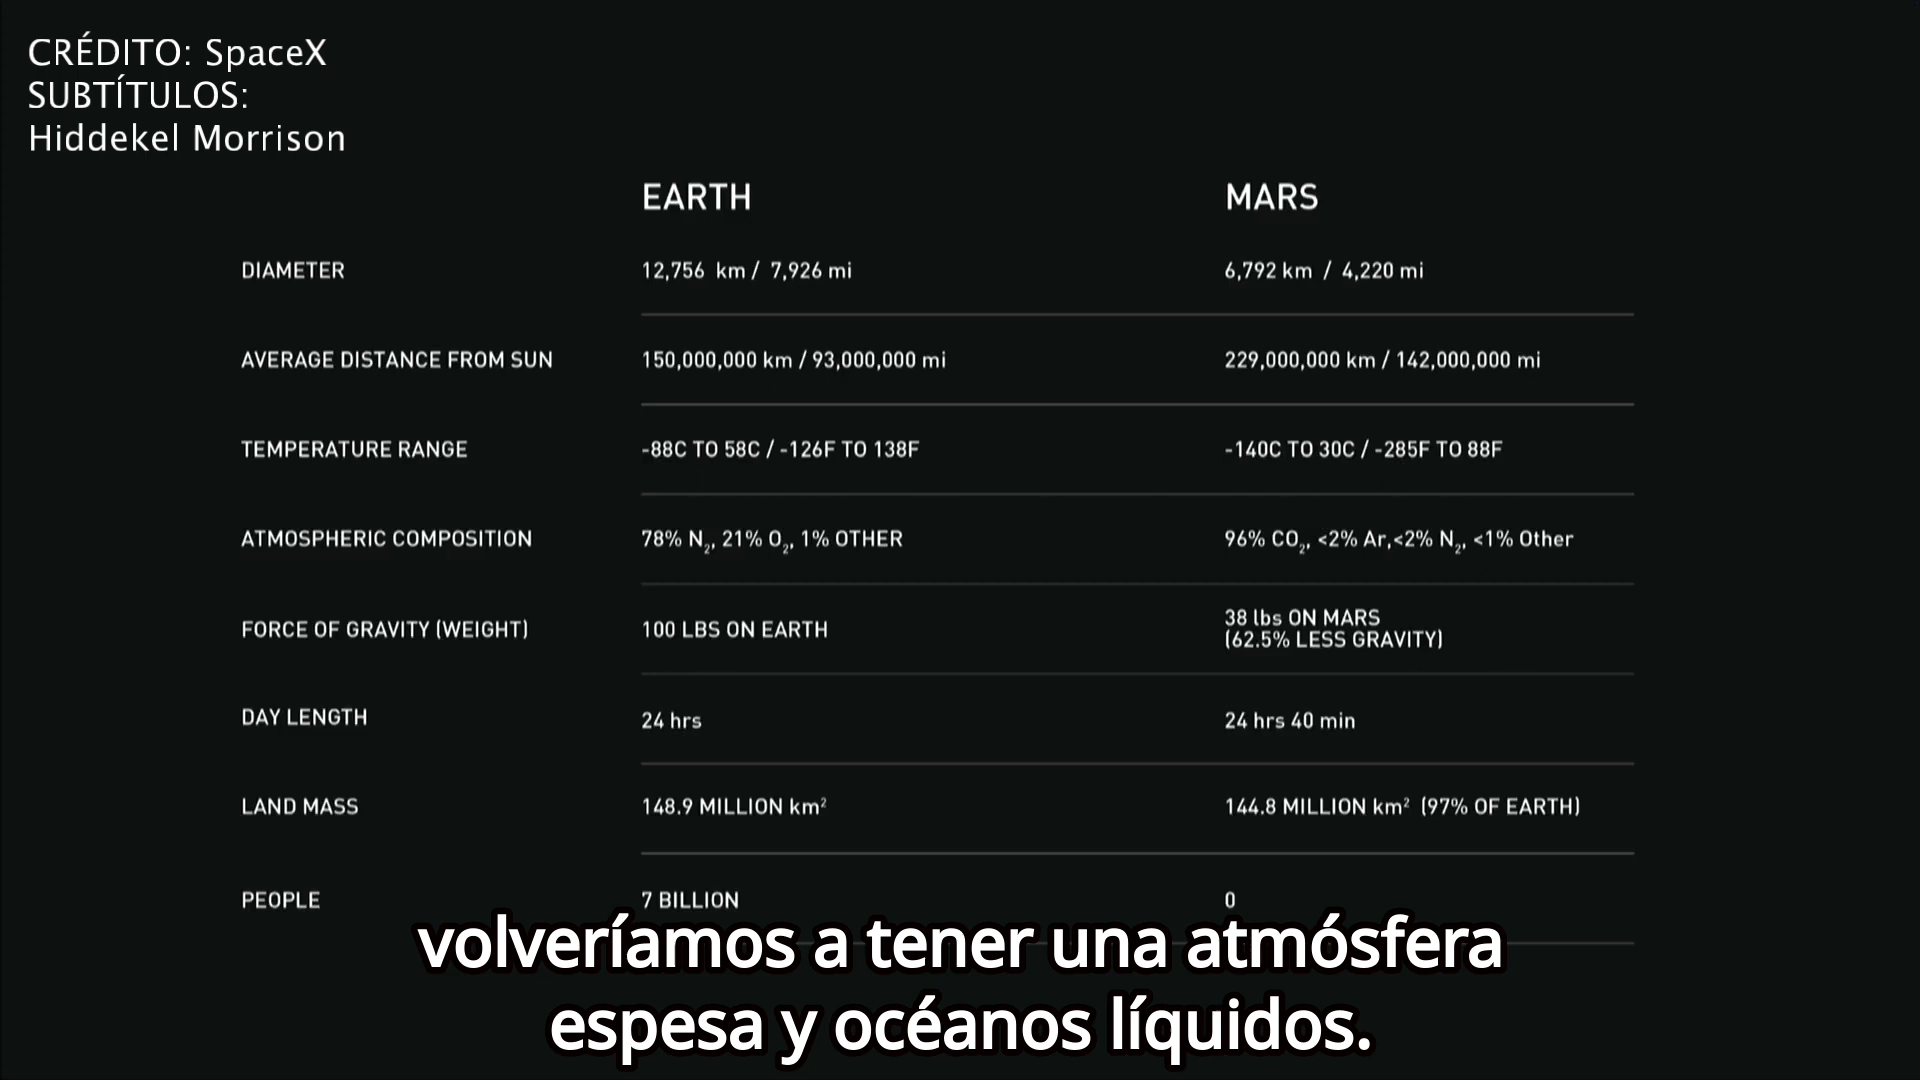 CRÉDITO: SpaceX
SUBTÍTULOS:
Hiddekel Morrison
EARTH MARS
DIAMETER 12,756 km / 7,926 mi 6,792 km / 4,220 mi
AVERAGE DISTANCE FROM SUN 150,000,000 km / 93,000,000 mi 229,000,000 km / 142,000,000 mi
TEMPERATURE RANGE -88C TO 58C / -126F TO 138F -140C TO 30C / -285F TO 88F
ATMOSPHERIC COMPOSITION 78% N₂, 21% O₂, 1% OTHER 96% CO₂, <2% Ar,<2% N₂, <1% Other
FORCE OF GRAVITY (WEIGHT) 100 LBS ON EARTH 38 lbs ON MARS
(62.5% LESS GRAVITY)
DAY LENGTH 24 hrs 24 hrs 40 min
LAND MASS 148.9 MILLION km² 144.8 MILLION km² (97% OF EARTH)
PEOPLE 7 BILLION 0
volveríamos a tener una atmósfera
espesa y océanos líquidos.